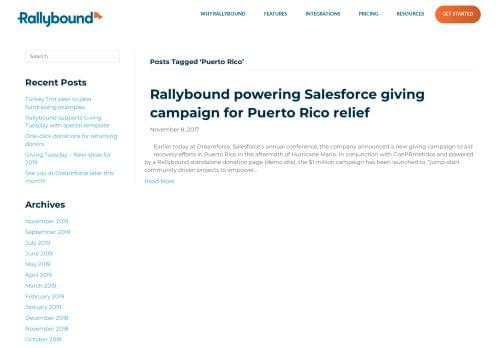 Rallybound
WHY RALLYBOUND
FEATURES
INTEGRATIONS
PRICING
RESOURCES
GET STARTED
Search
Recent Posts
Turkey Trot peer to peer
fundraising examples
Rallybound supports Giving
Tuesday with special template
One-click donations for returning
donors
Giving Tuesday – New ideas for
2019
See you at Dreamforce later this
month!
Archives
November 2019
September 2019
July 2019
June 2019
May 2019
April 2019
March 2019
February 2019
January 2019
December 2018
November 2018
October 2018
Posts Tagged ‘Puerto Rico’
Rallybound powering Salesforce giving
campaign for Puerto Rico relief
November 8, 2017
Earlier today at Dreamforce, Salesforce's annual conference, the company announced a new giving campaign to aid
recovery efforts in Puerto Rico in the aftermath of Hurricane Maria. In conjunction with ConPRmetidos and powered
by a Rallybound standalone donation page (demo site), the $1 million campaign has been launched to, "jump-start
community driven projects to empower...
Read More